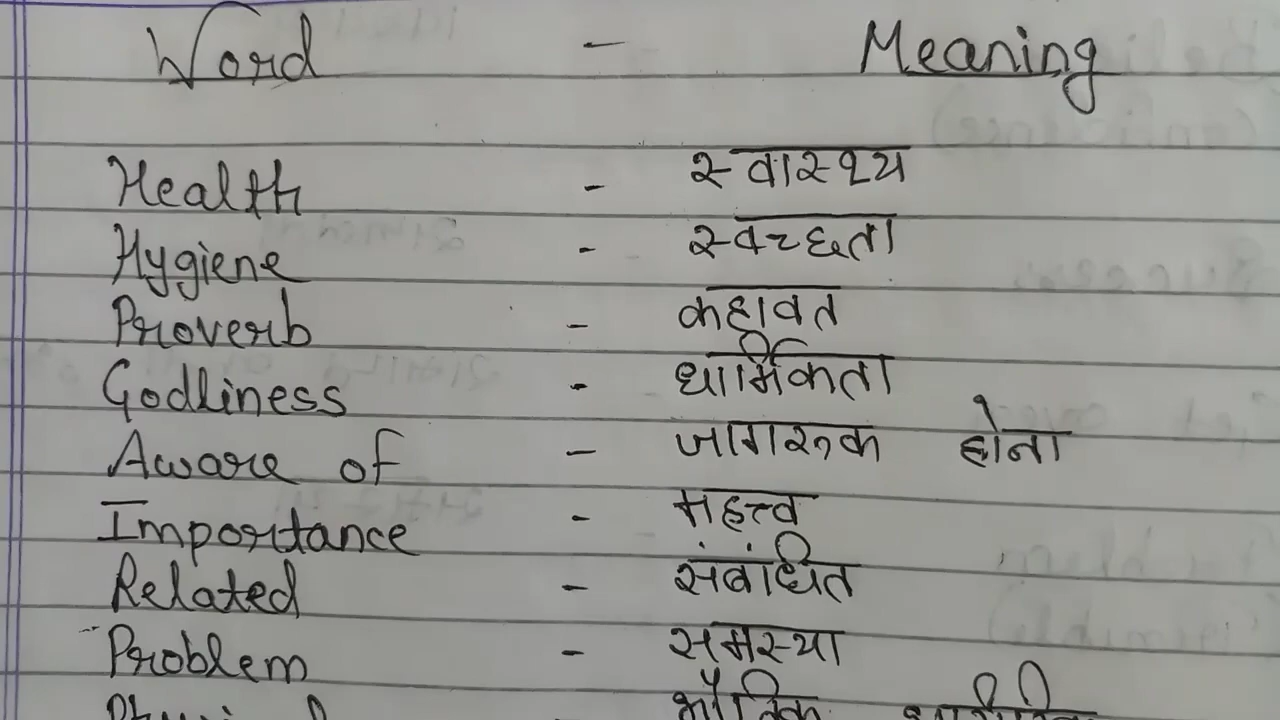 Word - Meaning
Health - स्वास्थ्य
Hygiene - स्वच्छता
Proverb - कहावत
Godliness - धार्मिकता
Aware of - जागरूक होना
Importance - महत्त्व
Related - संबंधित
Problem - समस्या